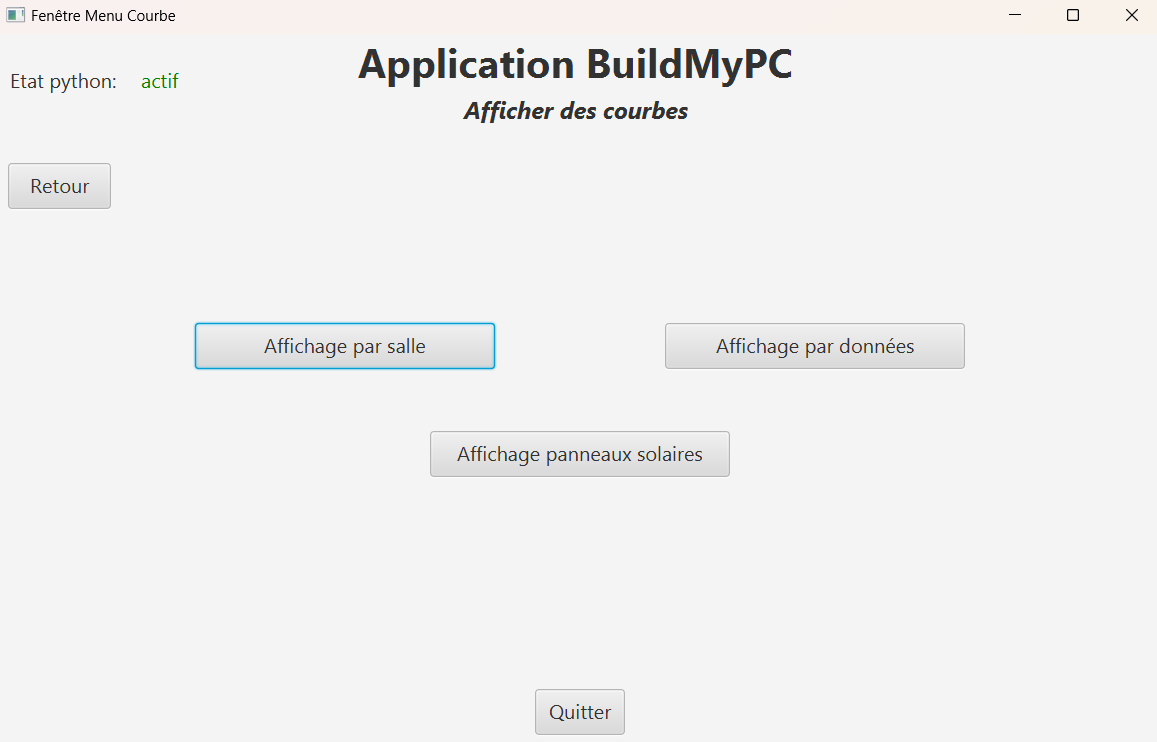 Fenêtre Menu Courbe
Application BuildMyPC
Etat python: actif
Afficher des courbes
Retour
Affichage par salle
Affichage par données
Affichage panneaux solaires
Quitter